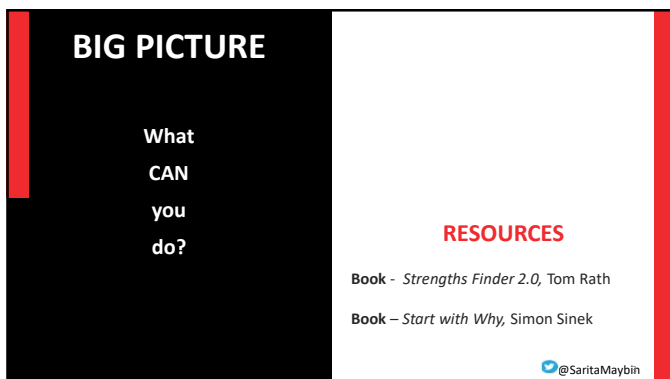 BIG PICTURE
What
CAN
you
do?
RESOURCES
Book - Strengths Finder 2.0, Tom Rath
Book – Start with Why, Simon Sinek
@SaritaMaybin